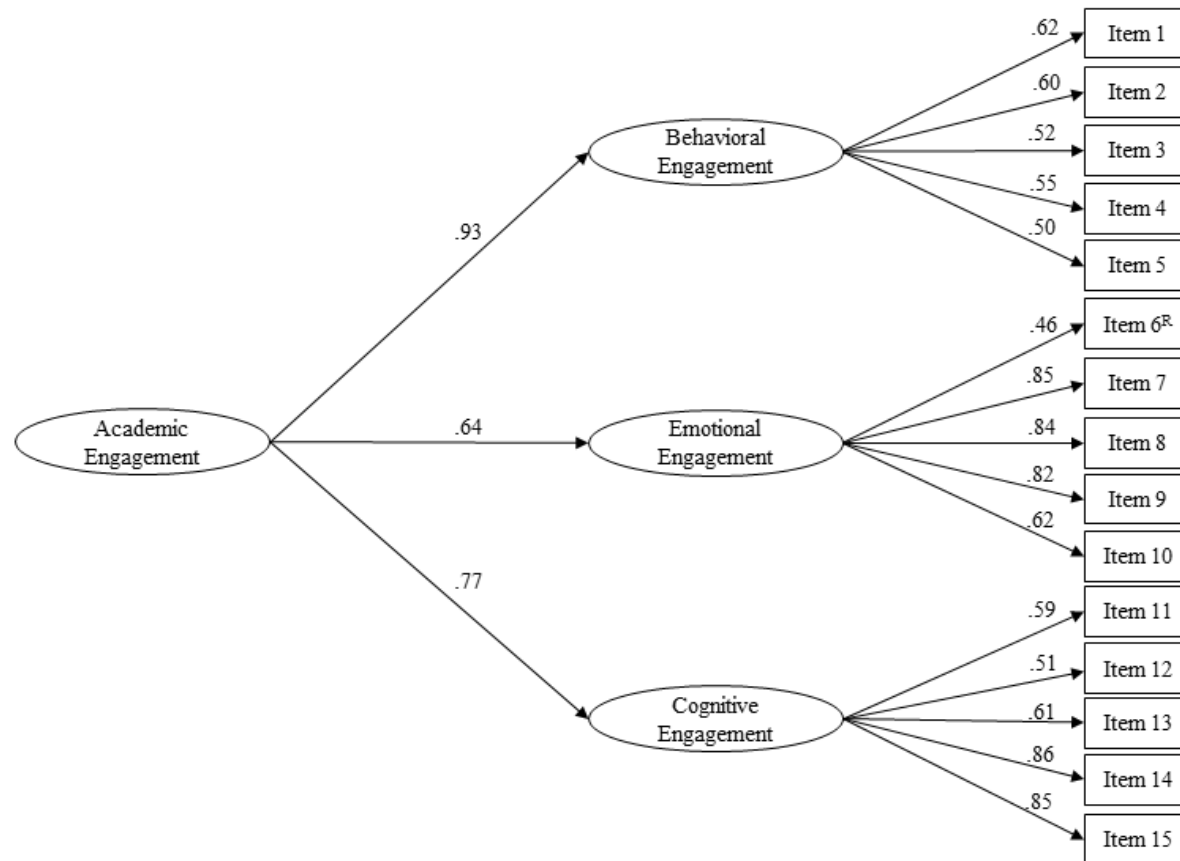 .62
Item 1
.60
Item 2
Behavioral
Engagement
.52
Item 3
.55
Item 4
.93
.50
Item 5
.46
Item 6ᴿ
.85
Item 7
Academic
Engagement
.64
Emotional
Engagement
.84
Item 8
.82
Item 9
.62
Item 10
.77
.59
Item 11
.51
Item 12
Cognitive
Engagement
.61
Item 13
.86
Item 14
.85
Item 15